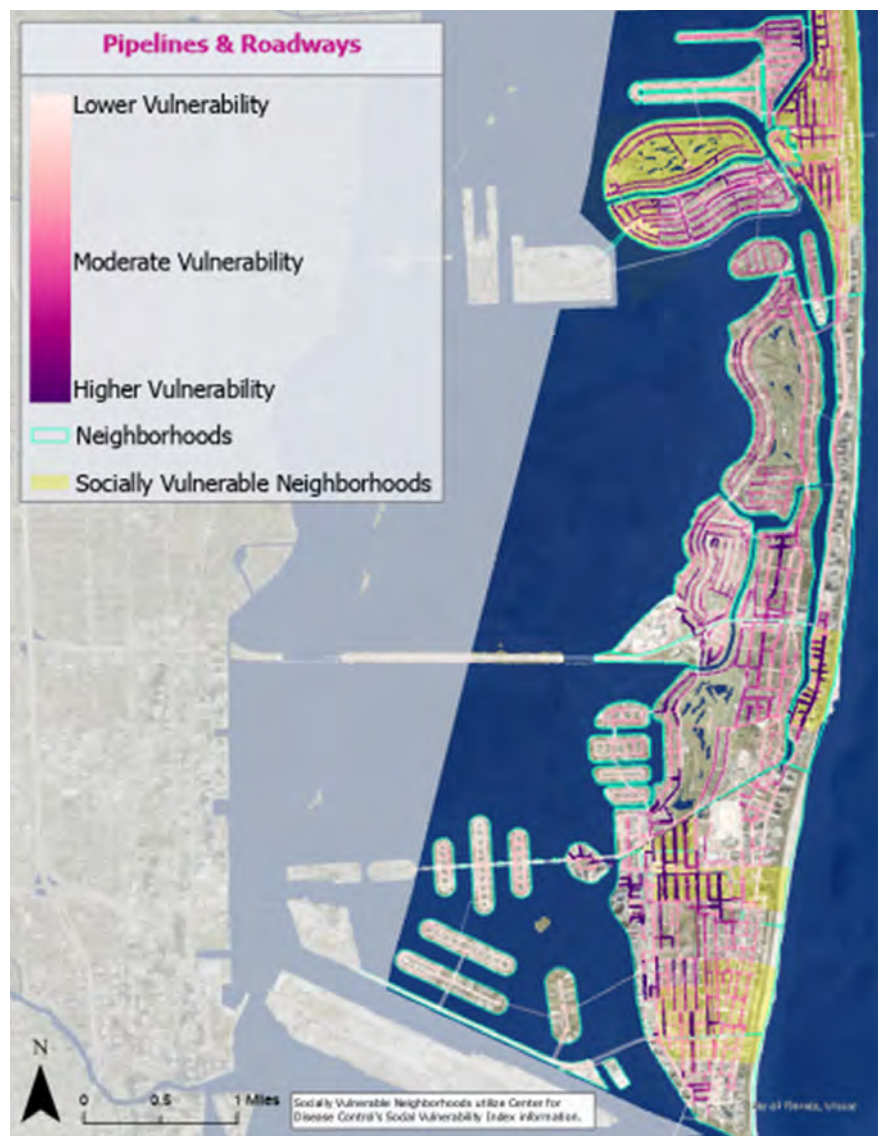 Pipelines & Roadways
Lower Vulnerability
Moderate Vulnerability
Higher Vulnerability
Neighborhoods
Socially Vulnerable Neighborhoods
N
0 0.5 1 Miles
Socially Vulnerable Neighborhoods utilize Center for
Disease Control's Social Vulnerability Index information.